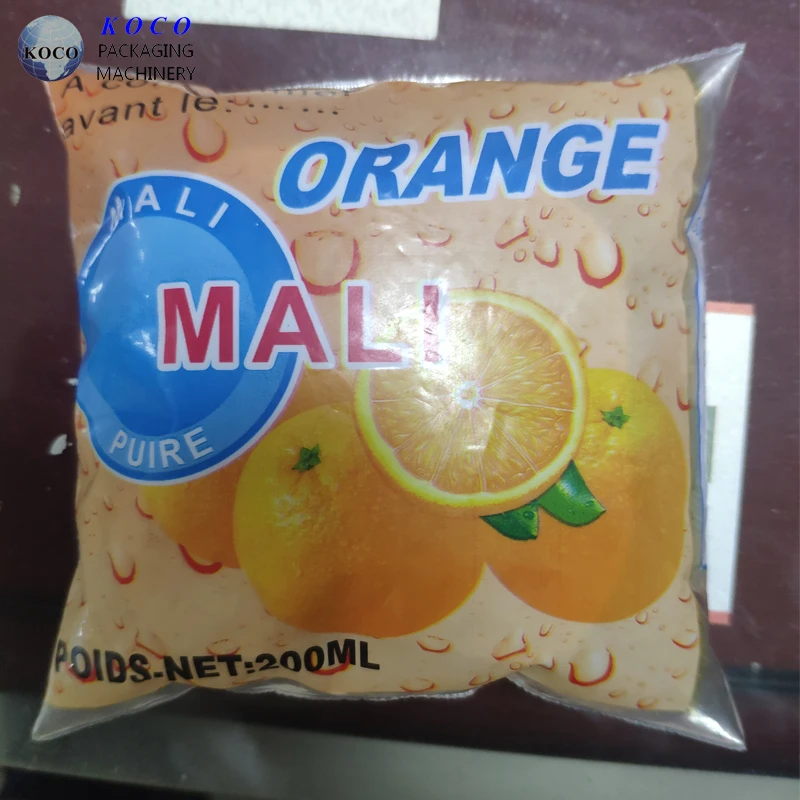 KOCO
KOCO
PACKAGING
MACHINERY
A
avant le:.......
ORANGE
MALI
MALI
PUIRE
POIDS-NET:200ML